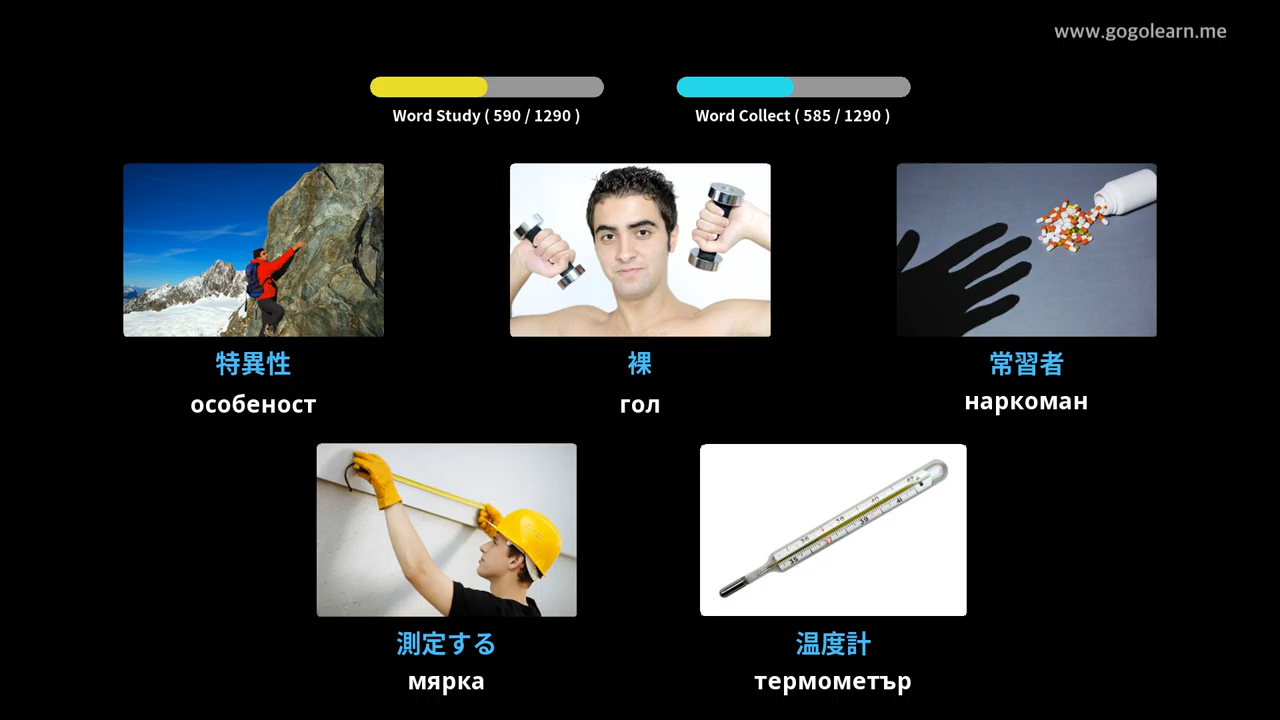 www.gogolearn.me
Word Study ( 590 / 1290 )
Word Collect ( 585 / 1290 )
特異性
裸
常習者
особеност
гол
наркоман
測定する
温度計
мярка
термометър